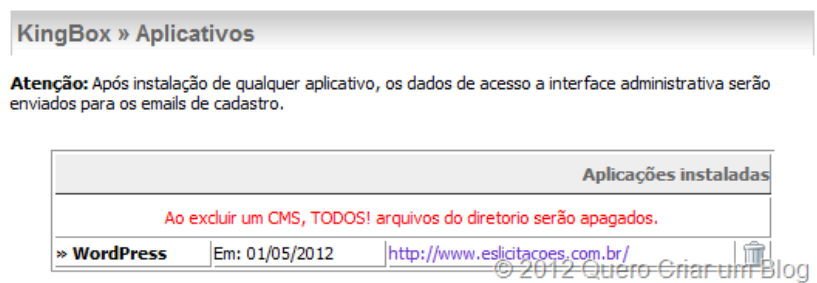 KingBox » Aplicativos
Atenção: Após instalação de qualquer aplicativo, os dados de acesso a interface administrativa serão
enviados para os emails de cadastro.
Aplicações instaladas
Ao excluir um CMS, TODOS! arquivos do diretorio serão apagados.
» WordPress Em: 01/05/2012 http://www.eslicitacoes.com.br/
© 2012 Quero Criar um Blog